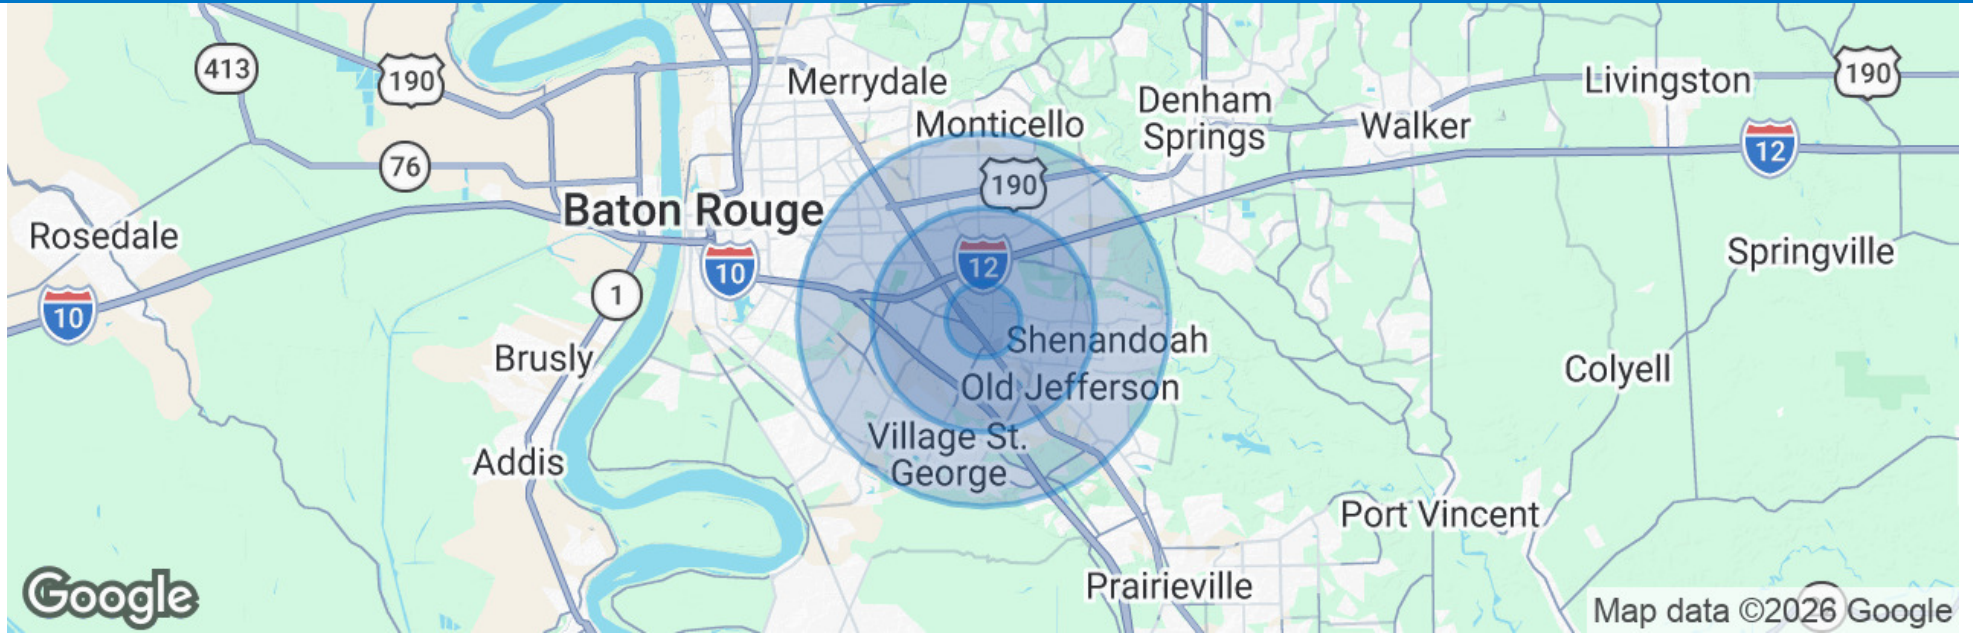 413
190
Merrydale
Livingston
190
Denham
Springs
Monticello
Walker
12
76
190
Baton Rouge
Rosedale
Springville
10
12
1
10
Shenandoah
Brusly
Colyell
Old Jefferson
Village St.
George
Addis
Port Vincent
Prairieville
Google
Map data ©2026 Google